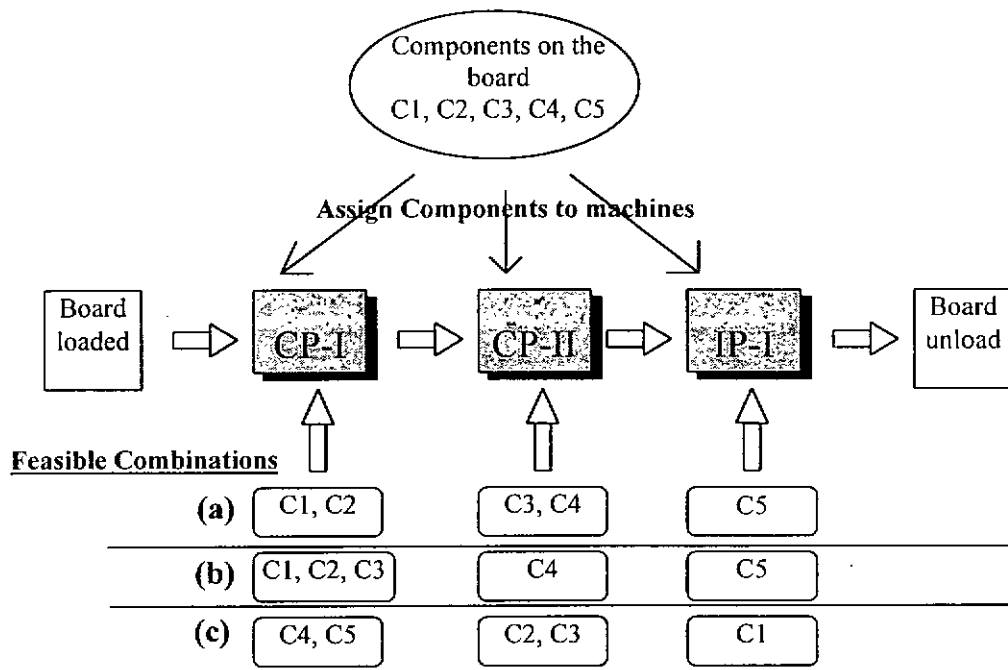 Components on the
board
C1, C2, C3, C4, C5
Assign Components to machines
Board
loaded
CP-I
CP-II
IP-I
Board
unload
Feasible Combinations
(a) C1, C2 C3, C4 C5
(b) C1, C2, C3 C4 C5
(c) C4, C5 C2, C3 C1